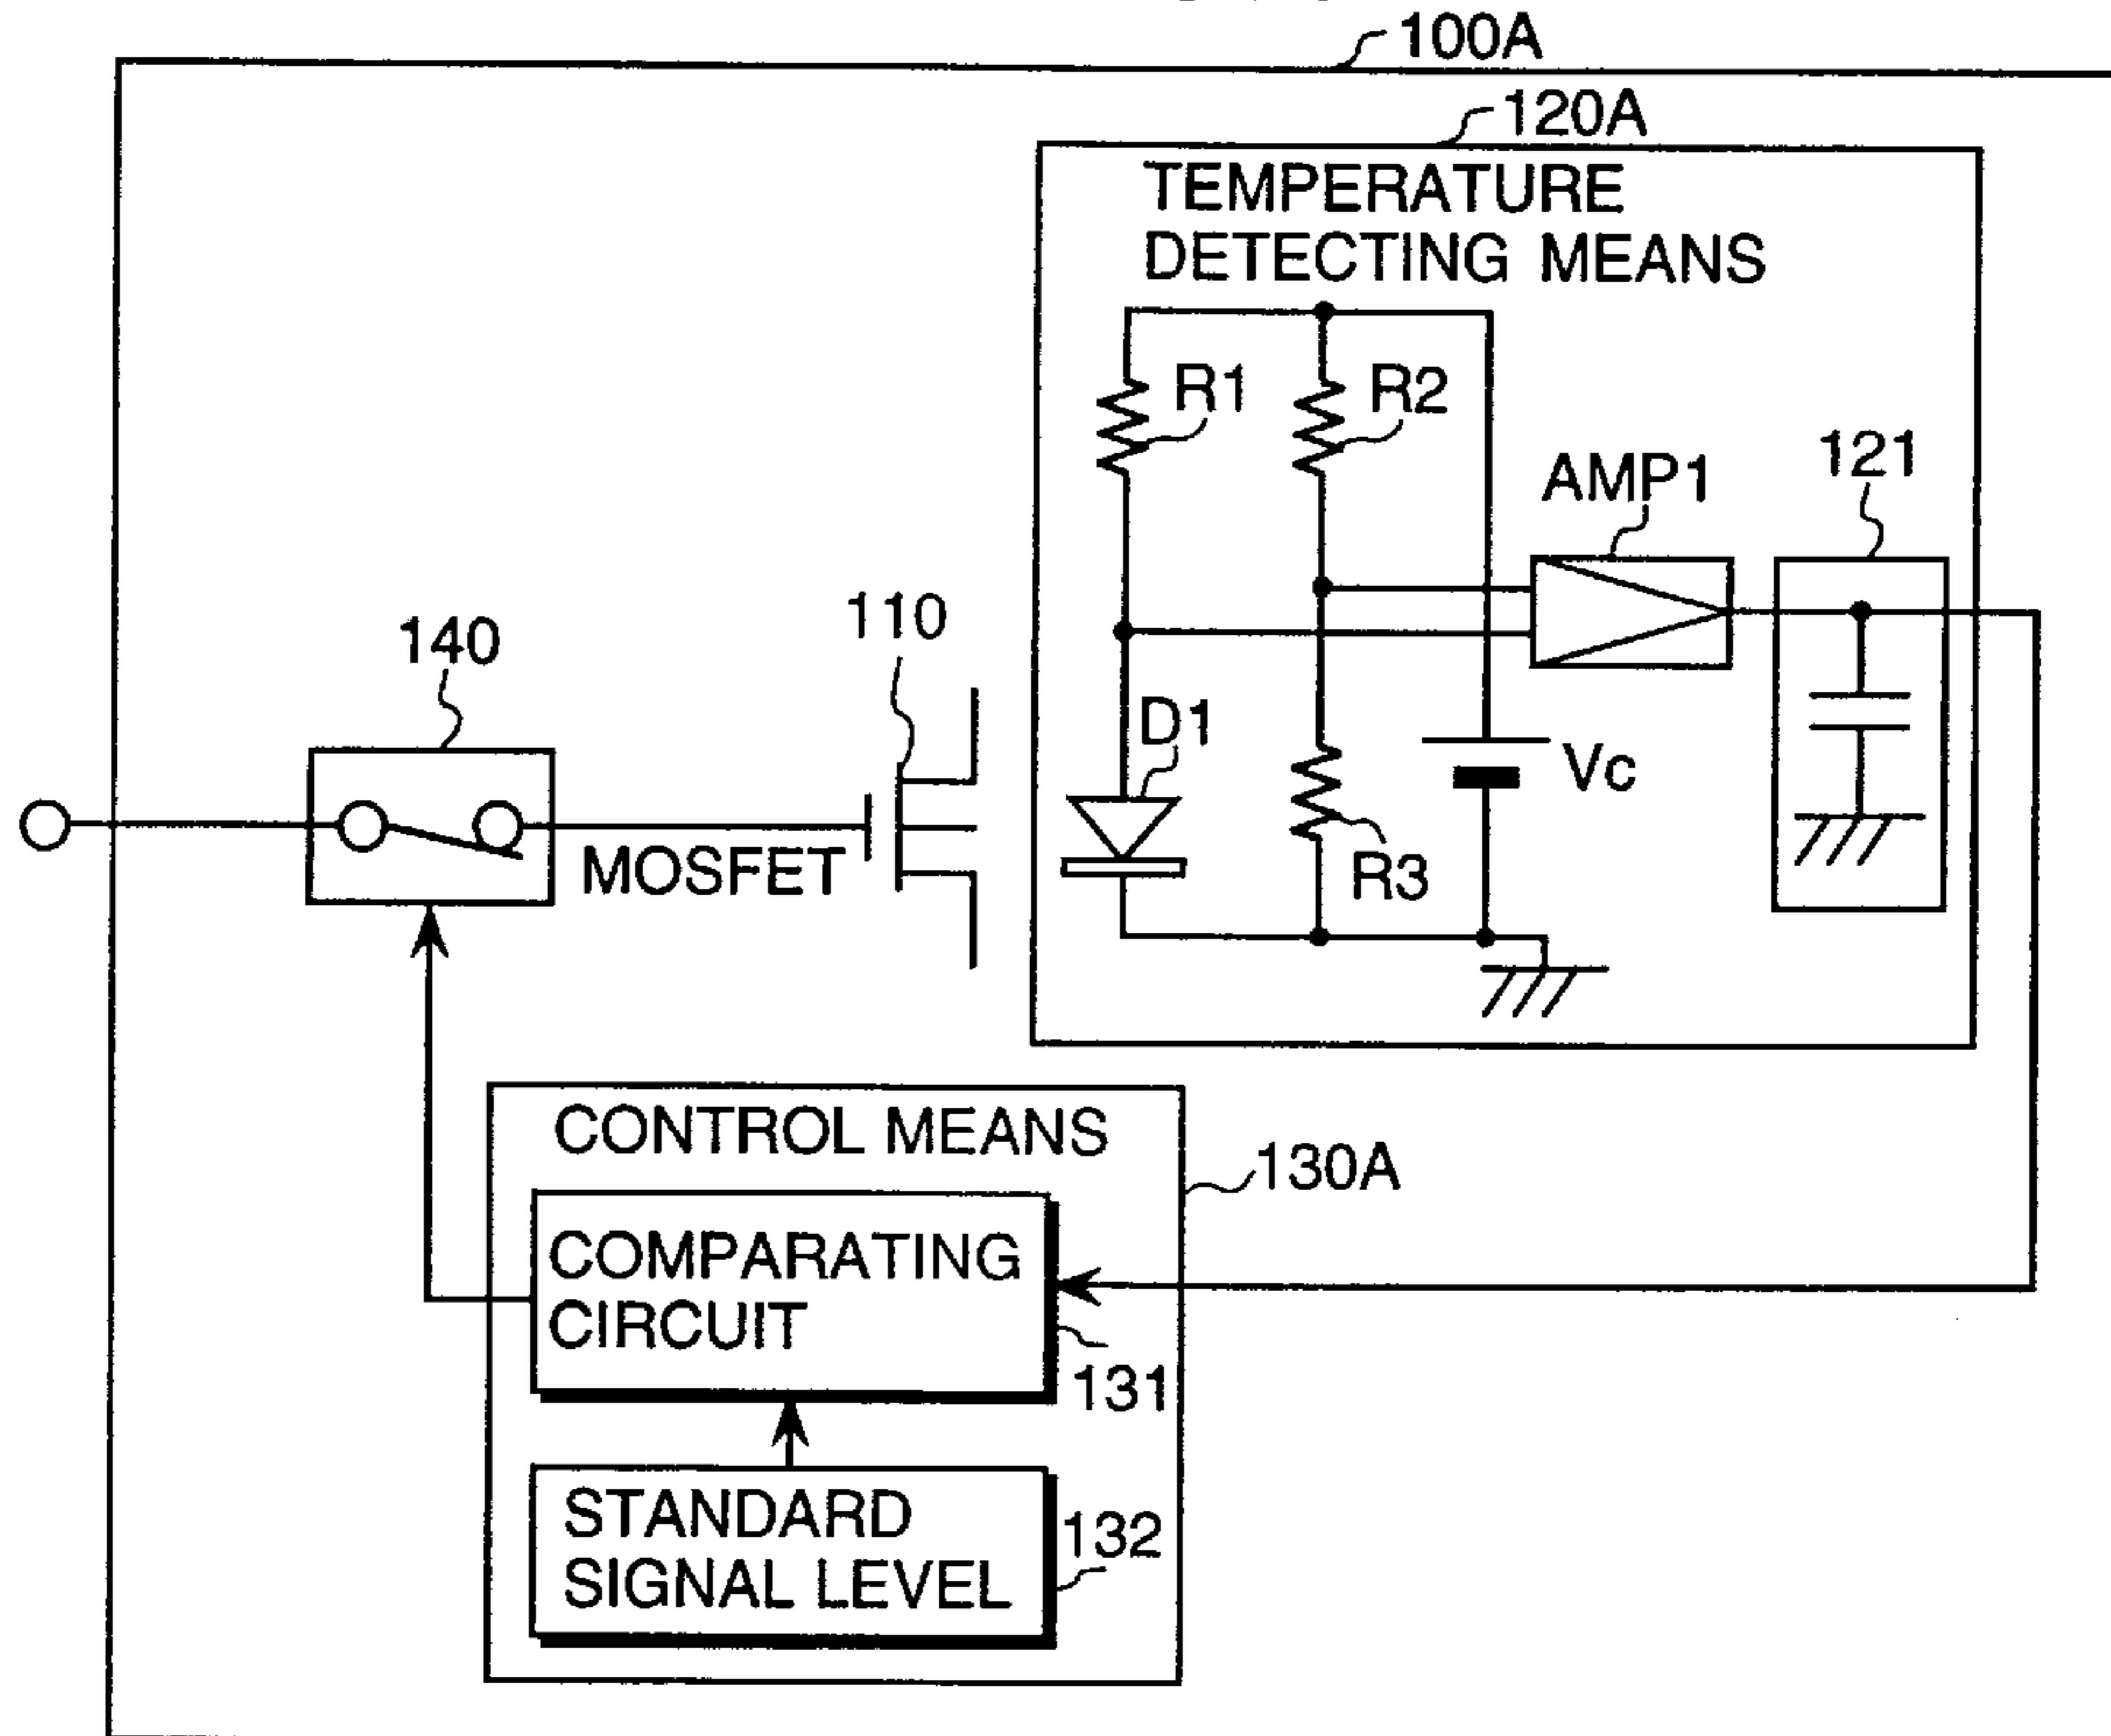 100A
120A
TEMPERATURE
DETECTING MEANS
R1
R2
AMP1
121
140
110
D1
Vc
MOSFET
R3
CONTROL MEANS
130A
COMPARATING
CIRCUIT
131
STANDARD
SIGNAL LEVEL
132